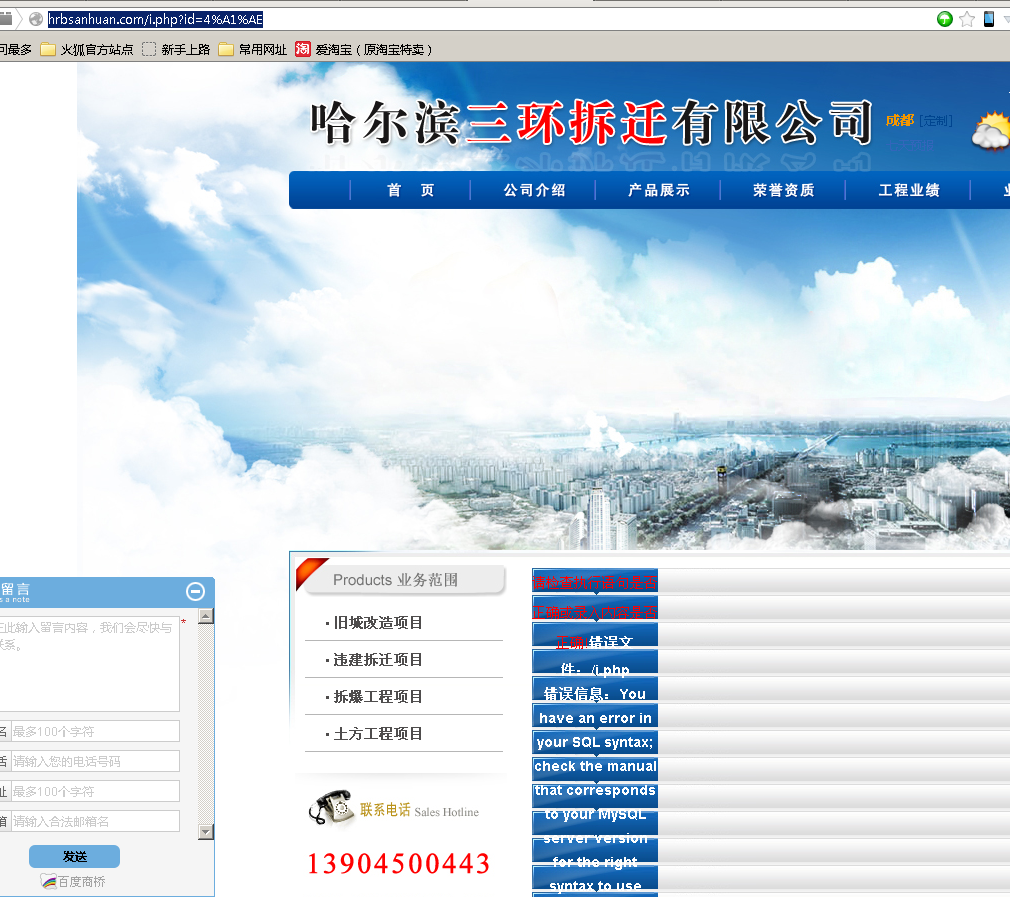 hrbsanhuan.com/i.php?id=4%A1%AE
问最多 火狐官方站点 新手上路 常用网址 爱淘宝（原淘宝特卖）
哈尔滨三环拆迁有限公司
成都 [定制]
首 页 公司介绍 产品展示 荣誉资质 工程业绩
Products 业务范围
· 旧城改造项目
· 违建拆迁项目
· 拆爆工程项目
· 土方工程项目
联系电话 Sales Hotline
13904500443
正确!错误文
件：/i.php
错误信息：You
have an error in
your SQL syntax;
check the manual
that corresponds
to your MySQL
server version
for the right
syntax to use
留言
s a note
在此输入留言内容，我们会尽快与
联系。
*
名 最多100个字符
话 请输入您的电话号码
址 最多100个字符
箱 请输入合法邮箱名
发送
百度商桥